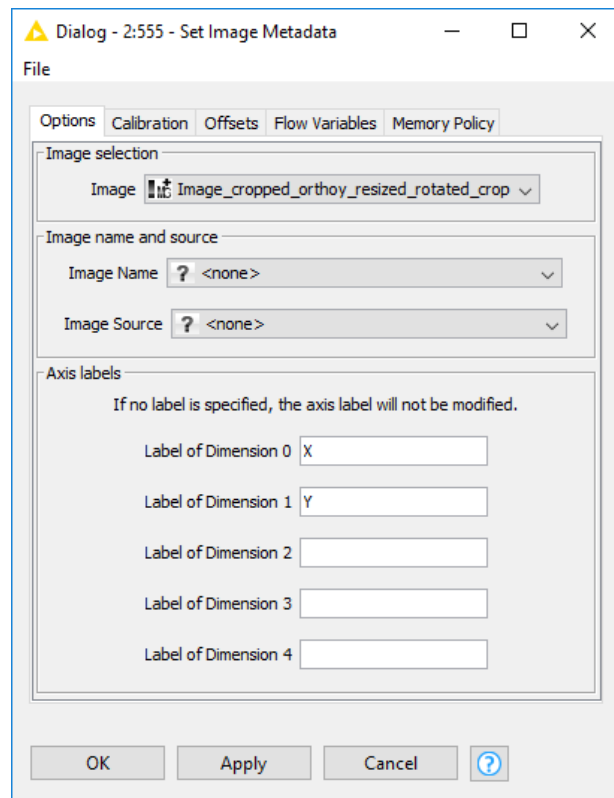 Dialog - 2:555 - Set Image Metadata
File
Options Calibration Offsets Flow Variables Memory Policy
Image selection
Image Image_cropped_orthoy_resized_rotated_crop
Image name and source
Image Name ? <none>
Image Source ? <none>
Axis labels
If no label is specified, the axis label will not be modified.
Label of Dimension 0 X
Label of Dimension 1 Y
Label of Dimension 2
Label of Dimension 3
Label of Dimension 4
OK Apply Cancel ?